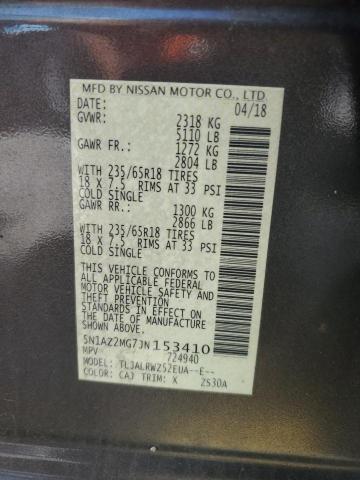 MFD BY NISSAN MOTOR CO., LTD
DATE: 04/18
GVWR: 2318 KG
5110 LB
GAWR FR.: 1272 KG
2804 LB
WITH 235/65R18 TIRES
18 X 7.5 RIMS AT 33 PSI
COLD SINGLE
GAWR RR.: 1300 KG
2866 LB
WITH 235/65R18 TIRES
18 X 7.5 RIMS AT 33 PSI
COLD SINGLE
THIS VEHICLE CONFORMS TO
ALL APPLICABLE FEDERAL
MOTOR VEHICLE SAFETY AND
THEFT PREVENTION
STANDARDS IN EFFECT ON
THE DATE OF MANUFACTURE
SHOWN ABOVE.
5N1AZ2MG7JN153410
MPV 724940
TYPE: TLJALRWZ52EUA--E--
COLOR: CAJ TRIM: X 2S30A